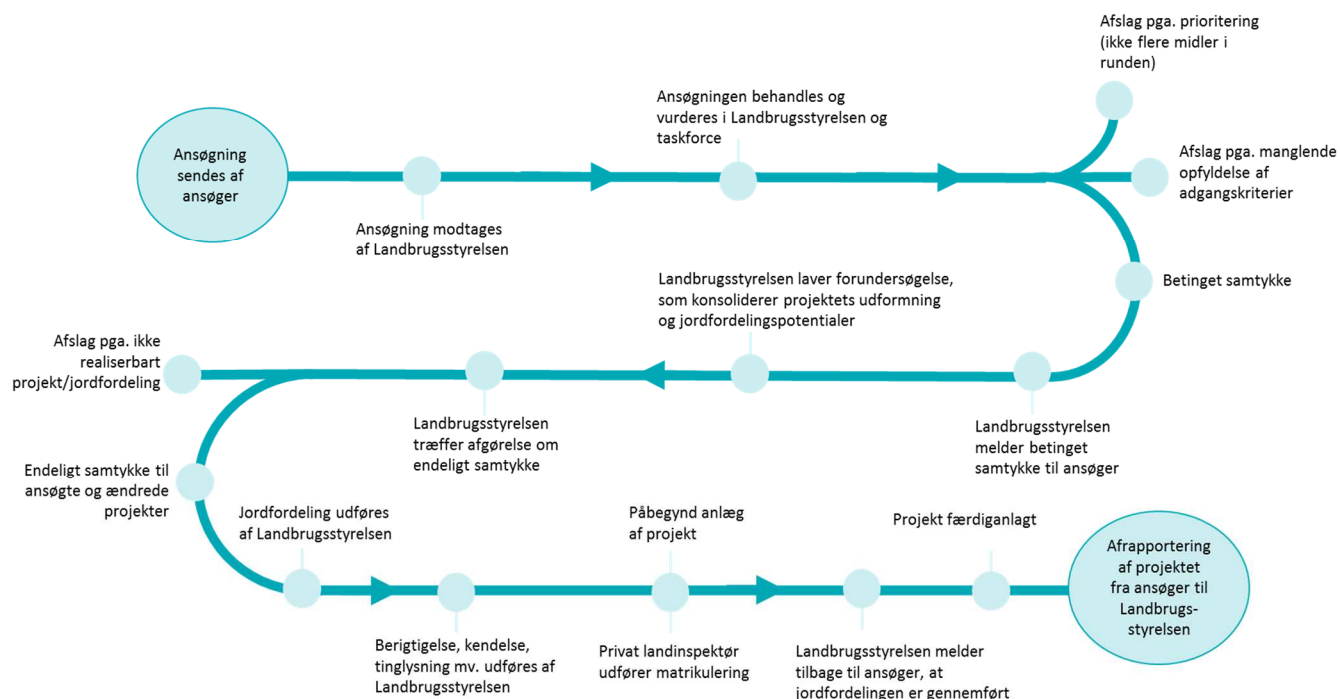 Ansøgning
sendes af
ansøger
Ansøgning modtages
af Landbrugsstyrelsen
Ansøgningen behandles og
vurderes i Landbrugsstyrelsen og
taskforce
Afslag pga. prioritering
(ikke flere midler i
runden)
Afslag pga. manglende
opfyldelse af
adgangskriterier
Betinget samtykke
Landbrugsstyrelsen
melder betinget
samtykke til ansøger
Landbrugsstyrelsen laver forundersøgelse,
som konsoliderer projektets udformning
og jordfordelingspotentialer
Landbrugsstyrelsen
træffer afgørelse om
endeligt samtykke
Afslag pga. ikke
realiserbart
projekt/jordfordeling
Endeligt samtykke til
ansøgte og ændrede
projekter
Jordfordeling udføres
af Landbrugsstyrelsen
Berigtigelse, kendelse,
tinglysning mv. udføres af
Landbrugsstyrelsen
Påbegynd anlæg
af projekt
Privat landinspektør
udfører matrikulering
Landbrugsstyrelsen melder
tilbage til ansøger, at
jordfordelingen er gennemført
Projekt færdiganlagt
Afrapportering
af projektet
fra ansøger til
Landbrugs-
styrelsen